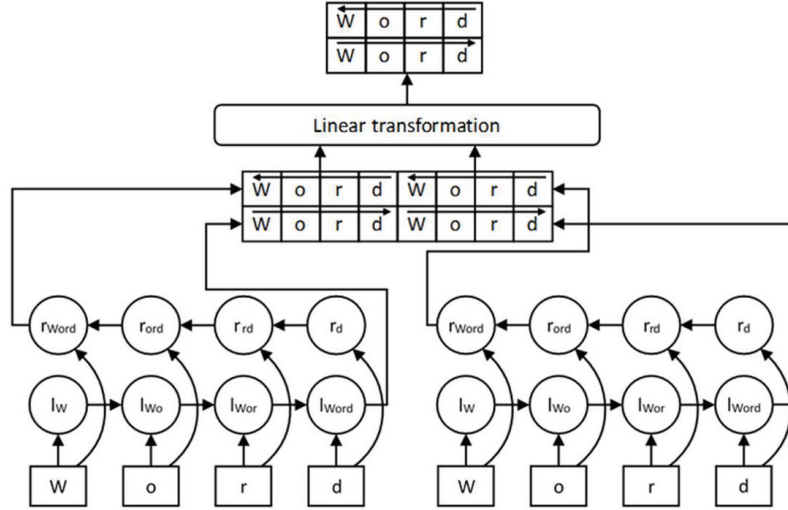 W o r d
W o r d
Linear transformation
W o r d W o r d
W o r d W o r d
rWord rord rrd rd rWord rord rrd rd
lW lWo lWor lWord lW lWo lWor lWord
W o r d W o r d